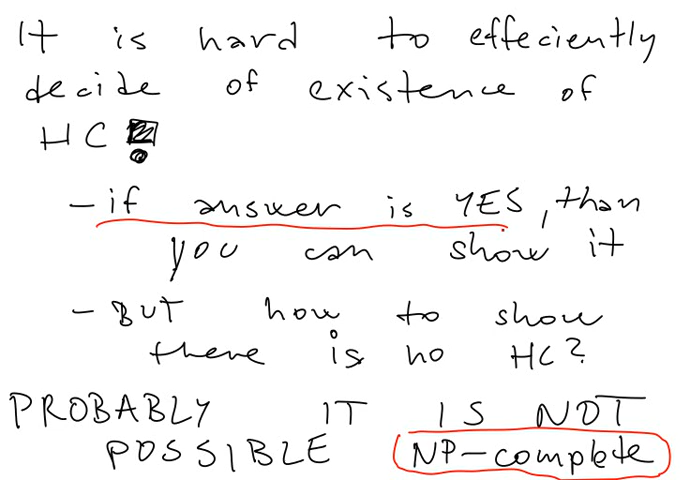 It is hard to effeciently
decide of existence of
HC
- if answer is YES, than
you can show it
- BUT how to show
there is no HC?
PROBABLY IT IS NOT
POSSIBLE NP-complete